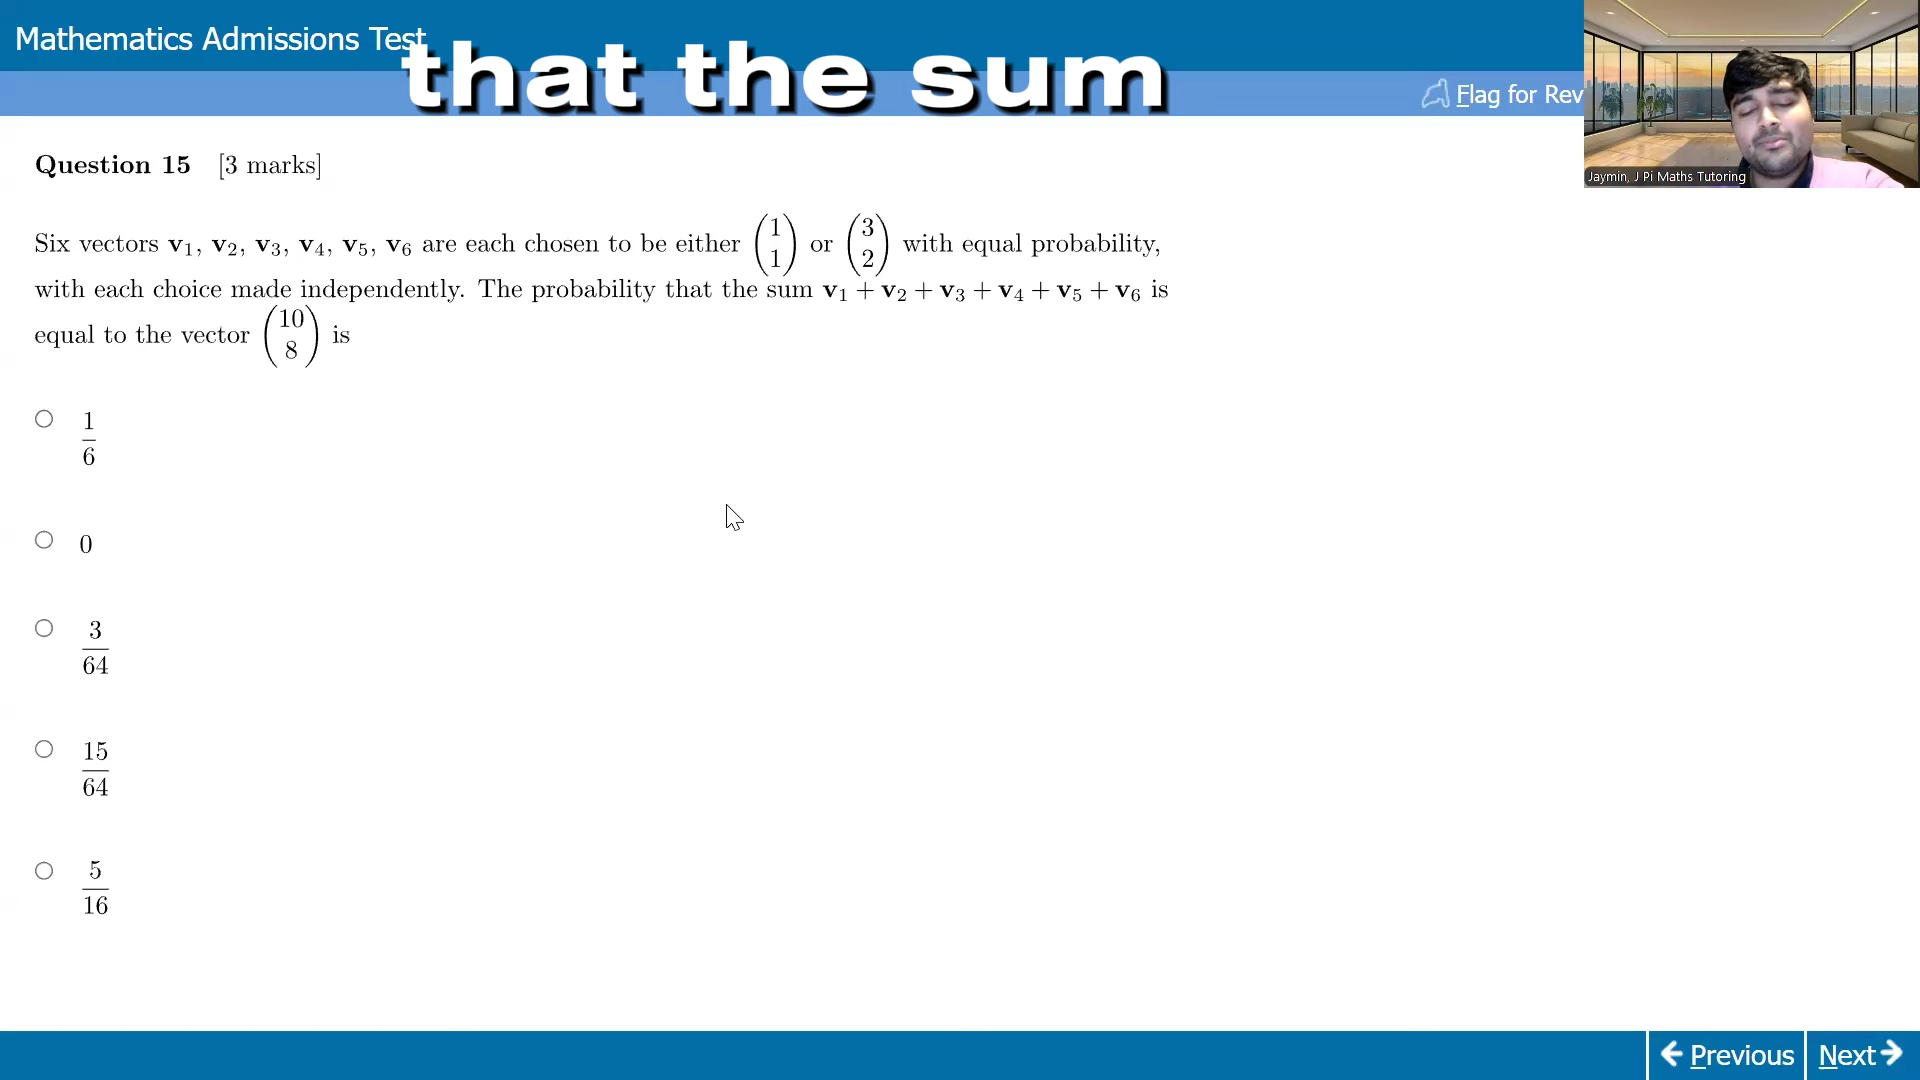 Mathematics Admissions Test
that the sum
Flag for Rev
Jaymin, J Pi Maths Tutoring
Question 15 [3 marks]
Six vectors v₁, v₂, v₃, v₄, v₅, v₆ are each chosen to be either (1 1) or (3 2) with equal probability,
with each choice made independently. The probability that the sum v₁ + v₂ + v₃ + v₄ + v₅ + v₆ is
equal to the vector (10 8) is
1/6
0
3/64
15/64
5/16
Previous
Next